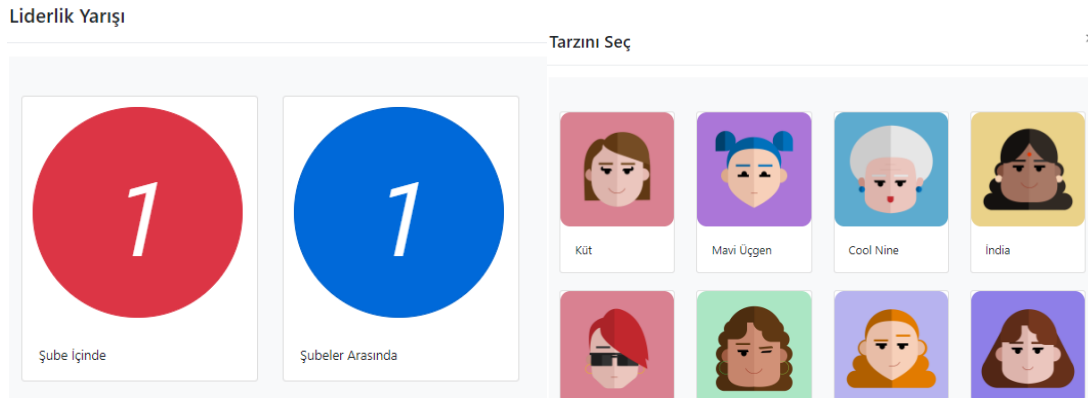 Liderlik Yarışı
1
1
Şube İçinde
Şubeler Arasında
Tarzını Seç
Küt
Mavi Üçgen
Cool Nine
İndia